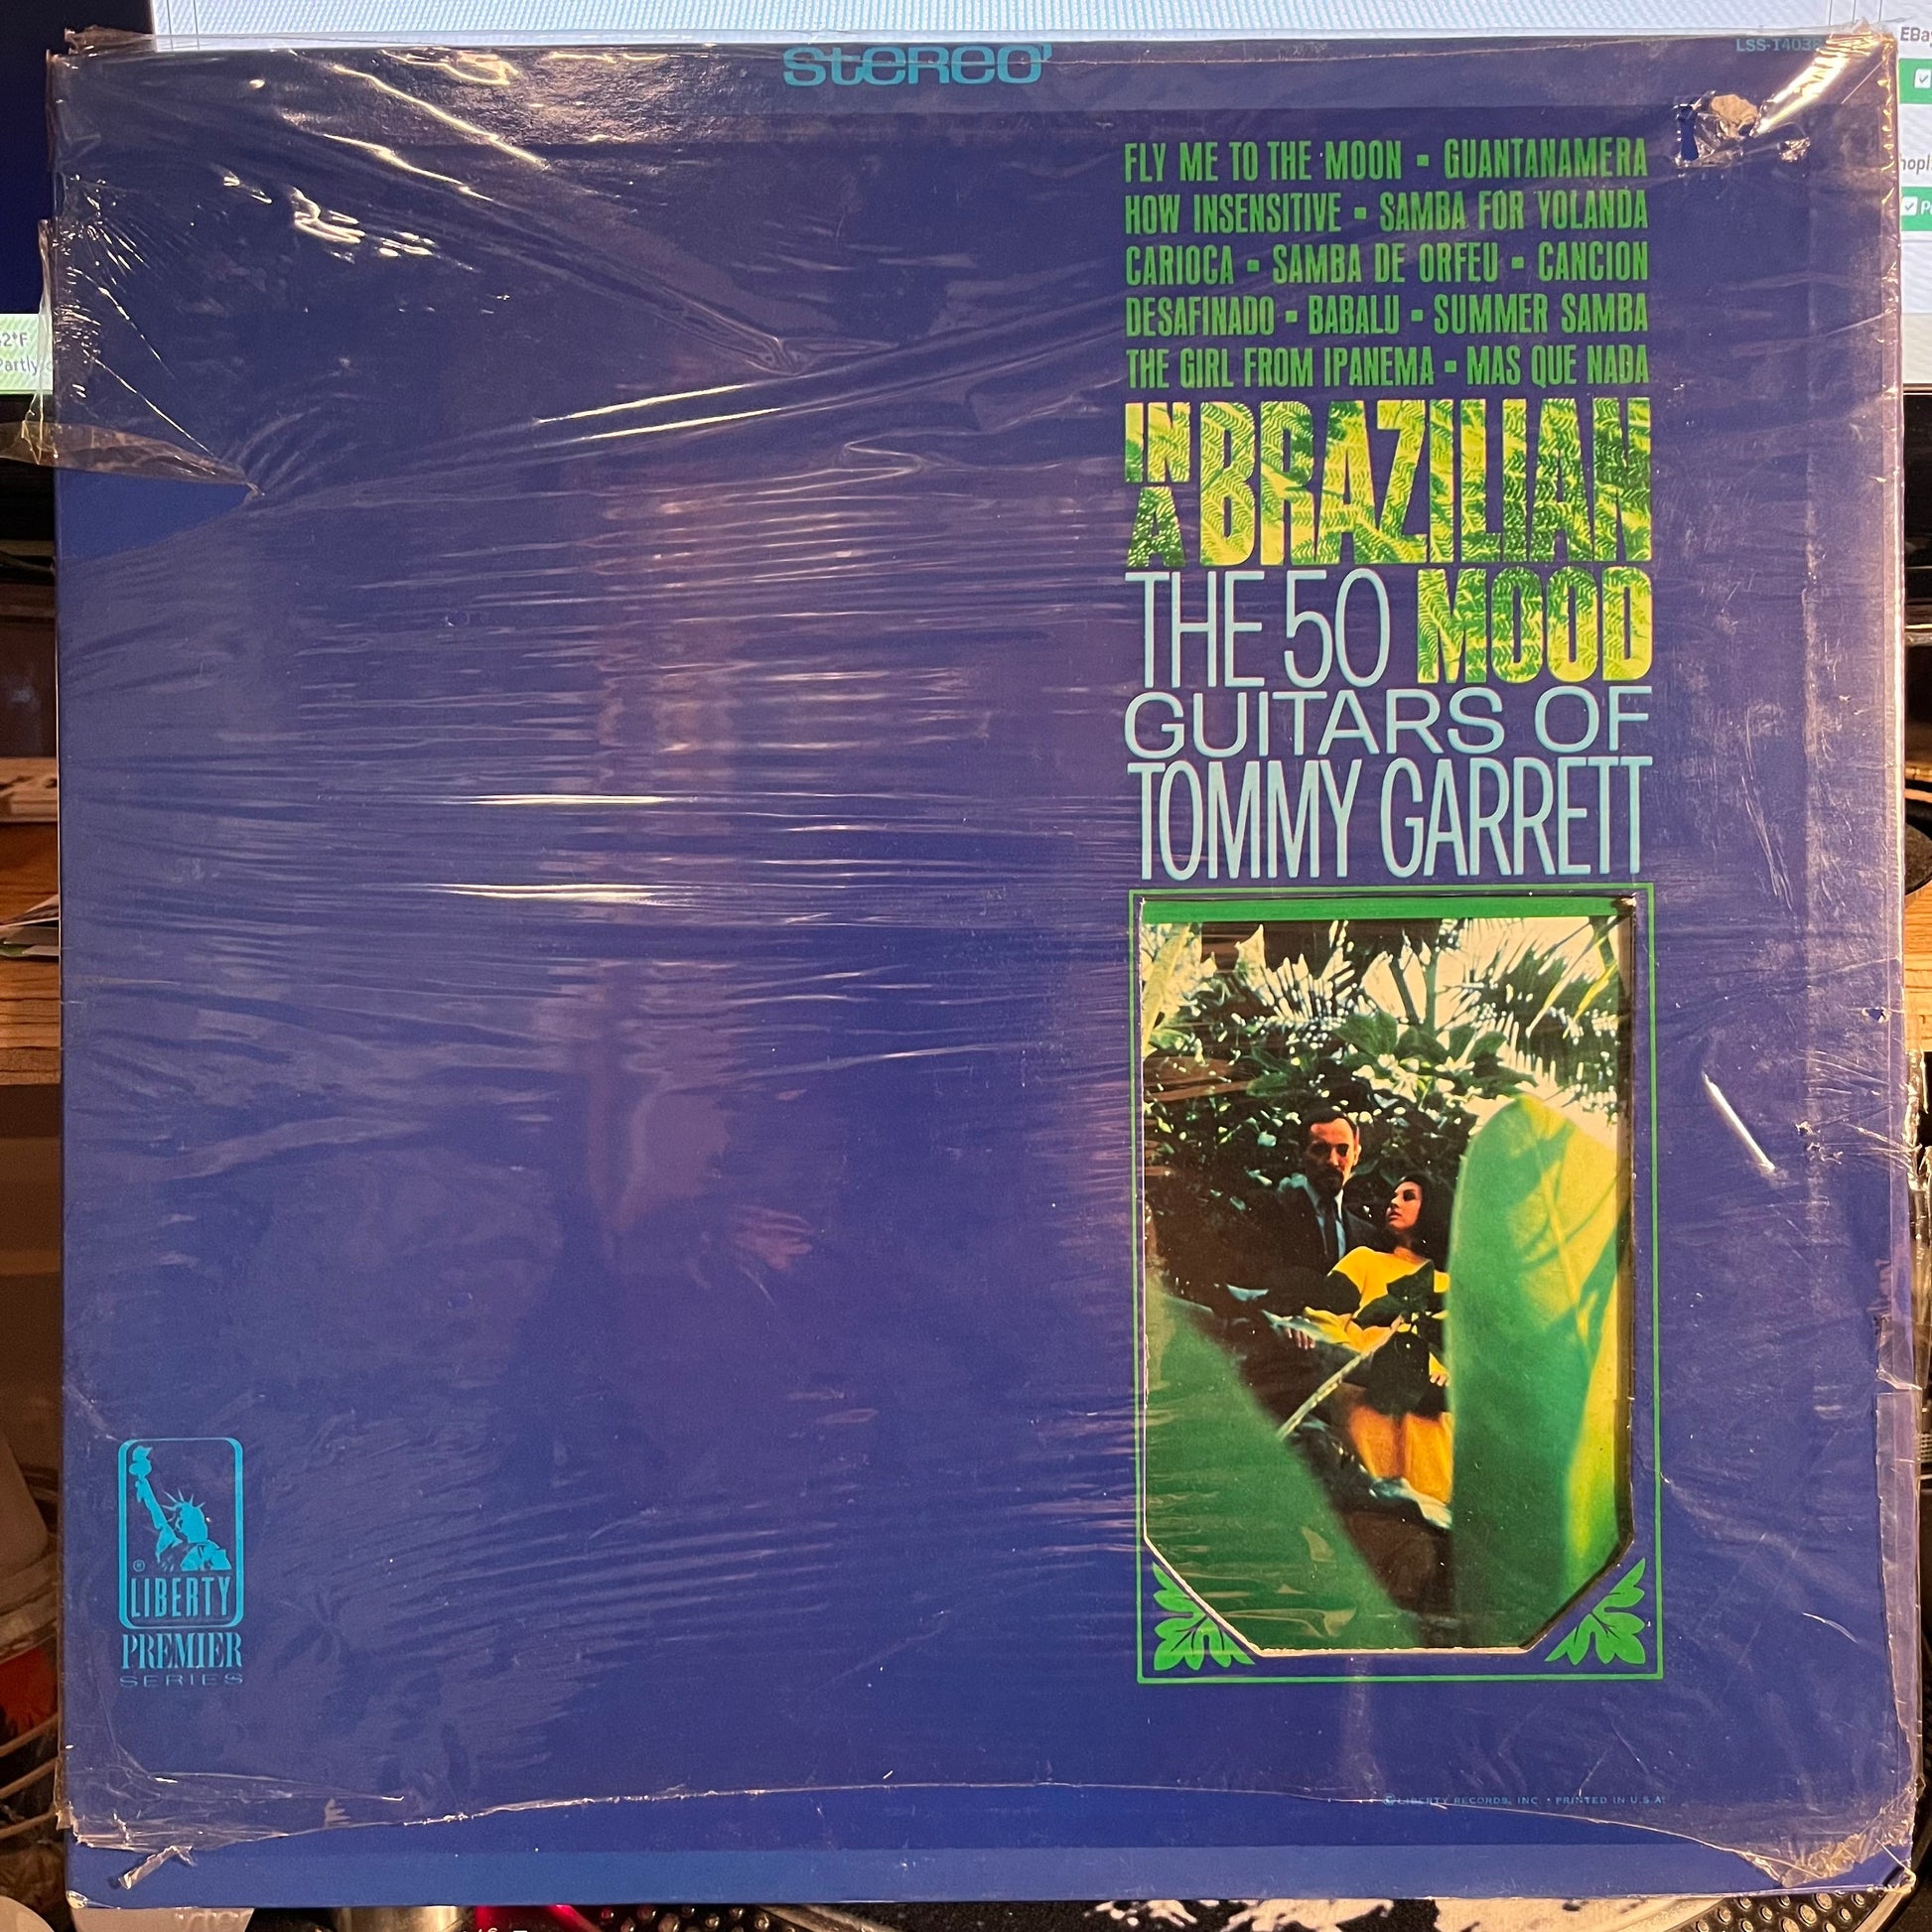 stereo
FLY ME TO THE MOON ▪ GUANTANAMERA
HOW INSENSITIVE ▪ SAMBA FOR YOLANDA
CARIOCA ▪ SAMBA DE ORFEU ▪ CANCION
DESAFINADO ▪ BABALU ▪ SUMMER SAMBA
THE GIRL FROM IPANEMA ▪ MAS QUE NADA
IN A BRAZILIAN
THE 50 MOOD
GUITARS OF
TOMMY GARRETT
® LIBERTY
PREMIER
SERIES
© LIBERTY RECORDS, INC. • PRINTED IN U.S.A.